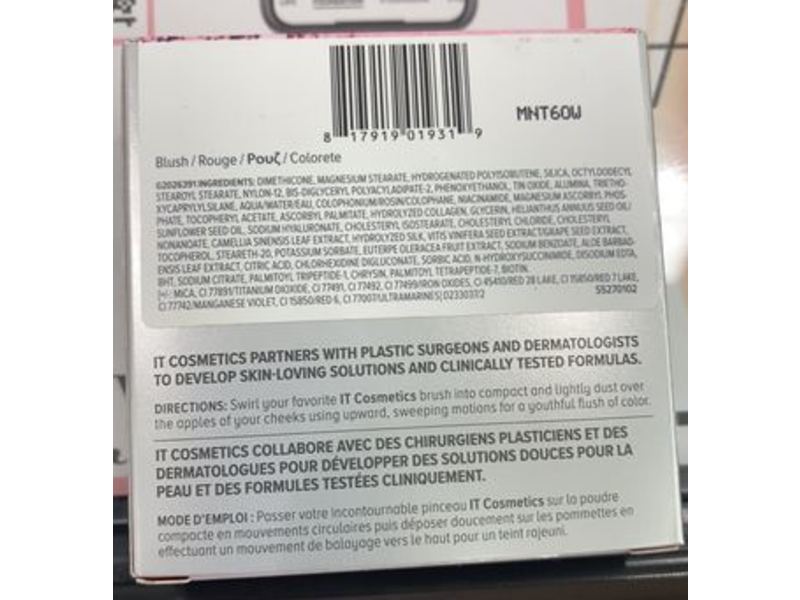 8 17919 01931 9
MNT60W
Blush / Rouge / Ρουζ / Colorete
G2026391 INGREDIENTS: DIMETHICONE, MAGNESIUM STEARATE, HYDROGENATED POLYISOBUTENE, SILICA, OCTYLDODECYL
STEAROYL STEARATE, NYLON-12, BIS-DIGLYCERYL POLYACYLADIPATE-2, PHENOXYETHANOL, TIN OXIDE, ALUMINA, TRIETHO-
XYCAPRYLYLSILANE, AQUA/WATER/EAU, COLOPHONIUM/ROSIN/COLOPHANE, NIACINAMIDE, MAGNESIUM ASCORBYL PHOS-
PHATE, TOCOPHERYL ACETATE, ASCORBYL PALMITATE, HYDROLYZED COLLAGEN, GLYCERIN, HELIANTHUS ANNUUS SEED OIL/
SUNFLOWER SEED OIL, SODIUM HYALURONATE, CHOLESTERYL ISOSTEARATE, CHOLESTERYL CHLORIDE, CHOLESTERYL
NONANOATE, CAMELLIA SINENSIS LEAF EXTRACT, HYDROLYZED SILK, VITIS VINIFERA SEED EXTRACT/GRAPE SEED EXTRACT,
TOCOPHEROL, STEARETH-20, POTASSIUM SORBATE, EUTERPE OLERACEA FRUIT EXTRACT, SODIUM BENZOATE, ALOE BARBAD-
ENSIS LEAF EXTRACT, CITRIC ACID, CHLORHEXIDINE DIGLUCONATE, SORBIC ACID, N-HYDROXYSUCCINIMIDE, DISODIUM EDTA,
BHT, SODIUM CITRATE, PALMITOYL TRIPEPTIDE-1, CHRYSIN, PALMITOYL TETRAPEPTIDE-7, BIOTIN.
MICA, CI 77891/TITANIUM DIOXIDE, CI 77491, CI 77492, CI 77499/IRON OXIDES, CI 45410/RED 28 LAKE, CI 15850/RED 7 LAKE,
CI 77742/MANGANESE VIOLET, CI 15850/RED 6, CI 77007/ULTRAMARINES| D233037/2
55270102
IT COSMETICS PARTNERS WITH PLASTIC SURGEONS AND DERMATOLOGISTS
TO DEVELOP SKIN-LOVING SOLUTIONS AND CLINICALLY TESTED FORMULAS.
DIRECTIONS: Swirl your favorite IT Cosmetics brush into compact and lightly dust over
the apples of your cheeks using upward, sweeping motions for a youthful flush of color.
IT COSMETICS COLLABORE AVEC DES CHIRURGIENS PLASTICIENS ET DES
DERMATOLOGUES POUR DÉVELOPPER DES SOLUTIONS DOUCES POUR LA
PEAU ET DES FORMULES TESTÉES CLINIQUEMENT.
MODE D'EMPLOI : Passer votre incontournable pinceau IT Cosmetics sur la poudre
compacte en mouvements circulaires puis déposer doucement sur les pommettes en
effectuant un mouvement de balayage vers le haut pour un teint rajeuni.